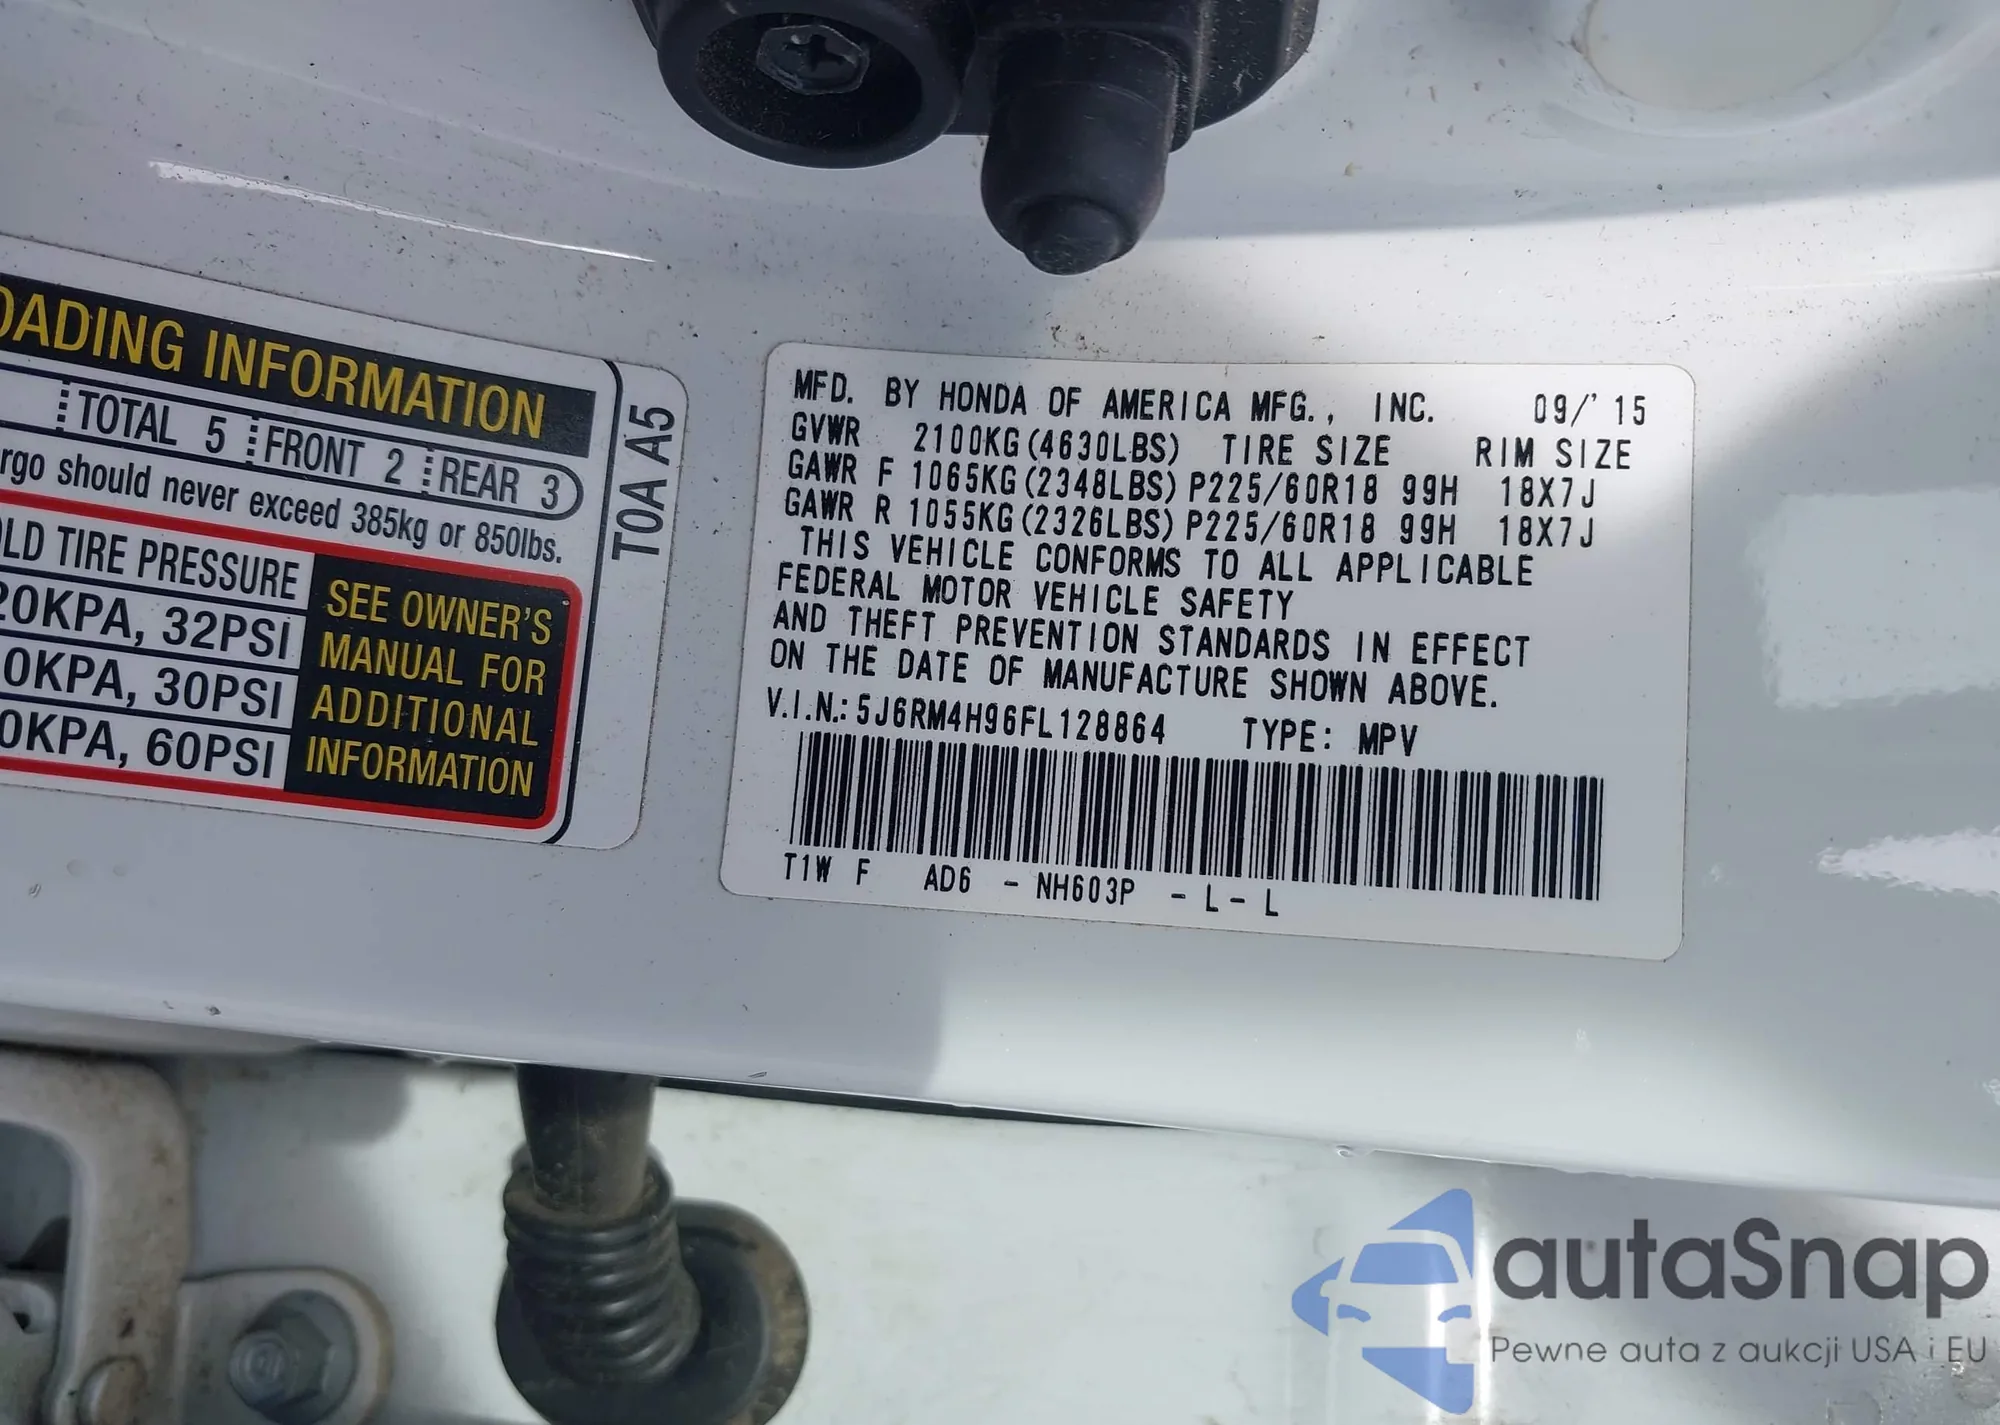 OADING INFORMATION
TOTAL 5 FRONT 2 REAR 3
rgo should never exceed 385kg or 850lbs.
OLD TIRE PRESSURE
20KPA, 32PSI
0KPA, 30PSI
0KPA, 60PSI
SEE OWNER'S
MANUAL FOR
ADDITIONAL
INFORMATION
T0A A5
MFD. BY HONDA OF AMERICA MFG., INC. 09/'15
GVWR 2100KG(4630LBS) TIRE SIZE RIM SIZE
GAWR F 1065KG(2348LBS) P225/60R18 99H 18X7J
GAWR R 1055KG(2326LBS) P225/60R18 99H 18X7J
THIS VEHICLE CONFORMS TO ALL APPLICABLE
FEDERAL MOTOR VEHICLE SAFETY
AND THEFT PREVENTION STANDARDS IN EFFECT
ON THE DATE OF MANUFACTURE SHOWN ABOVE.
V.I.N.: 5J6RM4H96FL128864 TYPE: MPV
T1W F AD6 - NH603P - L - L
autaSnap
Pewne auta z aukcji USA i EU